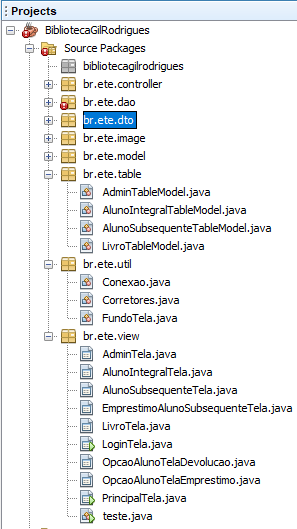 Projects
BibliotecaGilRodrigues
Source Packages
bibliotecagilrodrigues
br.ete.controller
br.ete.dao
br.ete.dto
br.ete.image
br.ete.model
br.ete.table
AdminTableModel.java
AlunoIntegralTableModel.java
AlunoSubsequenteTableModel.java
LivroTableModel.java
br.ete.util
Conexao.java
Corretores.java
FundoTela.java
br.ete.view
AdminTela.java
AlunoIntegralTela.java
AlunoSubsequenteTela.java
EmprestimoAlunoSubsequenteTela.java
LivroTela.java
LoginTela.java
OpcaoAlunoTelaDevolucao.java
OpcaoAlunoTelaEmprestimo.java
PrincipalTela.java
teste.java